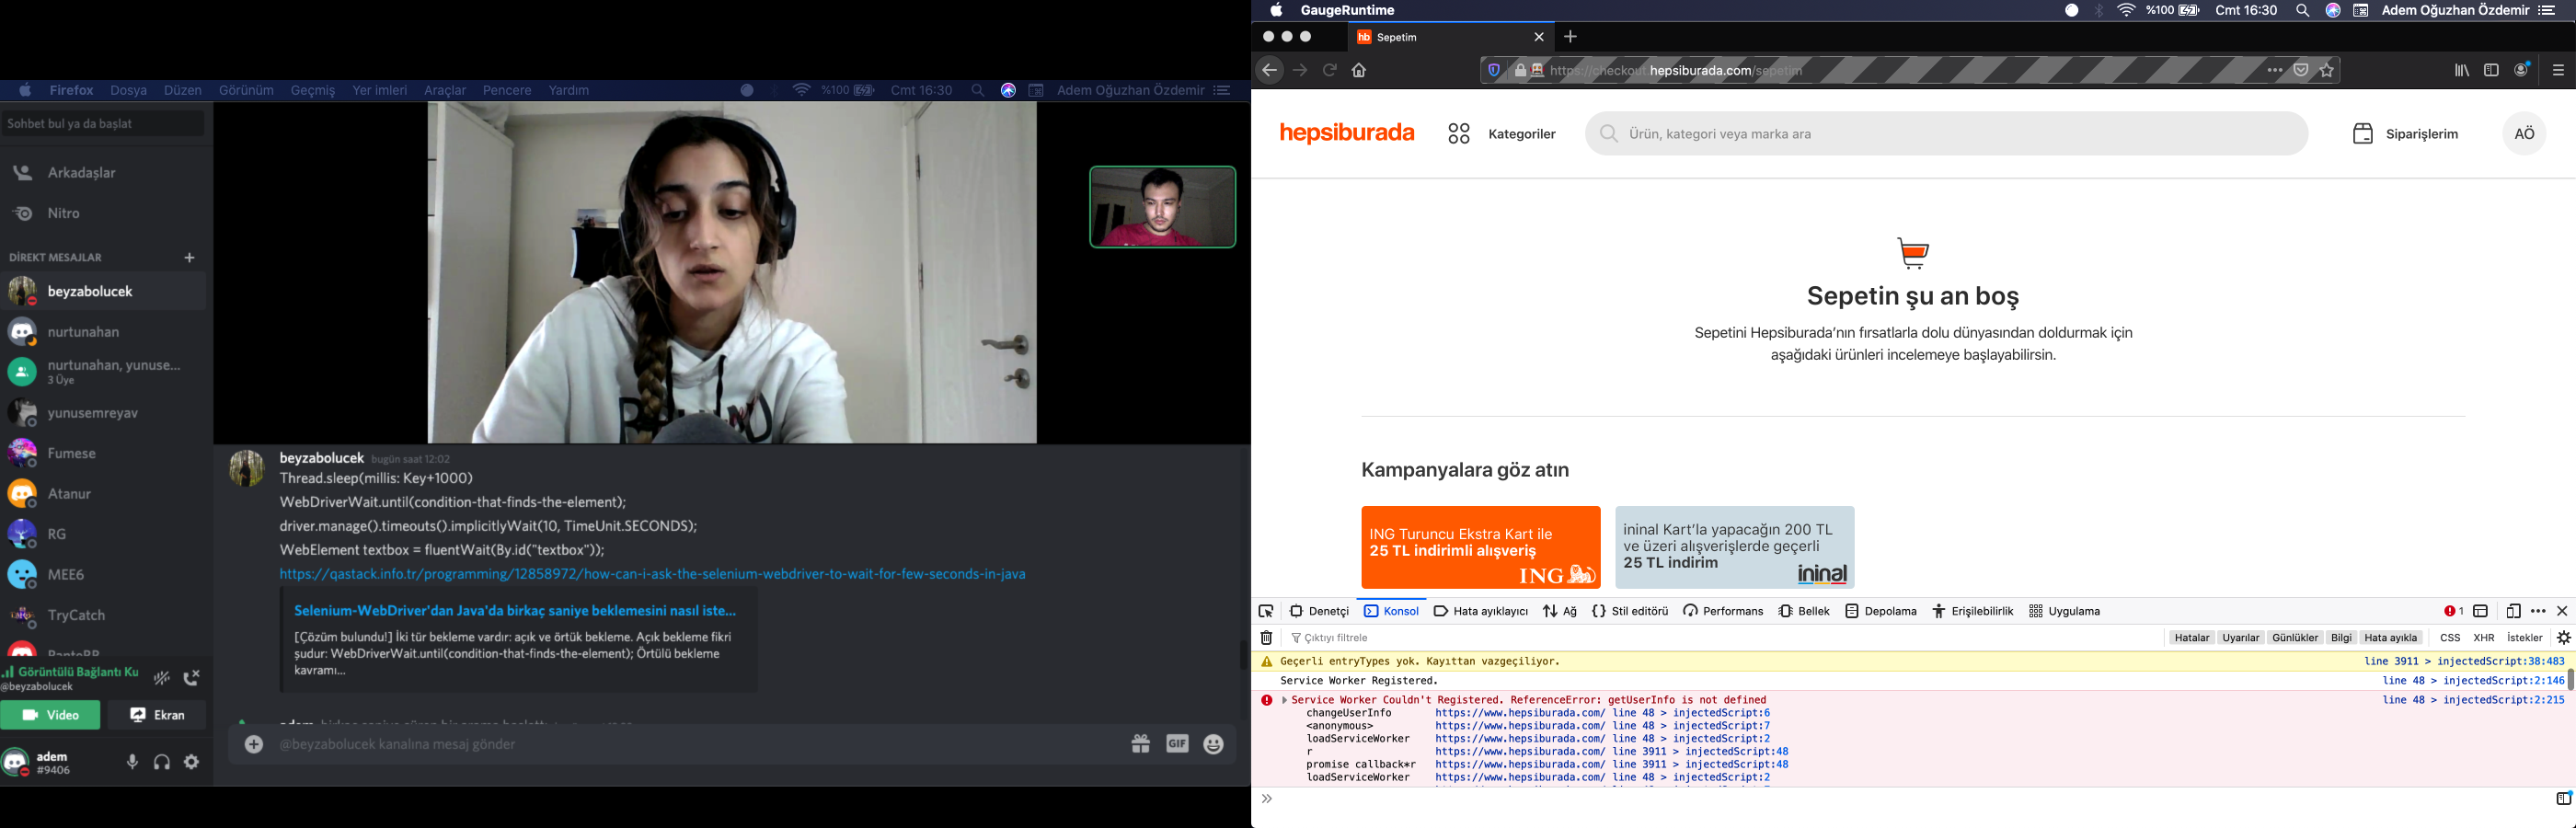 Firefox Dosya Düzen Görünüm Geçmiş Yer imleri Araçlar Pencere Yardım %100 Cmt 16:30 Adem Oğuzhan Özdemir
Sohbet bul ya da başlat
Arkadaşlar
Nitro
DİREKT MESAJLAR +
beyzabolucek
nurtunahan
nurtunahan, yunuse...
3 Üye
yunusemreyav
Fumese
Atanur
RG
MEE6
TryCatch
Görüntülü Bağlantı Ku
@beyzabolucek
Video Ekran
adem
#9406
beyzabolucek bugün saat 12:02
Thread.sleep(millis: Key+1000)
WebDriverWait.until(condition-that-finds-the-element);
driver.manage().timeouts().implicitlyWait(10, TimeUnit.SECONDS);
WebElement textbox = fluentWait(By.id("textbox"));
https://qastack.info.tr/programming/12858972/how-can-i-ask-the-selenium-webdriver-to-wait-for-few-seconds-in-java
Selenium-WebDriver'dan Java'da birkaç saniye beklemesini nasıl iste...
[Çözüm bulundu!] İki tür bekleme vardır: açık ve örtük bekleme. Açık bekleme fikri
şudur: WebDriverWait.until(condition-that-finds-the-element); Örtülü bekleme
kavramı...
@beyzabolucek kanalına mesaj gönder
GIF
GaugeRuntime %100 Cmt 16:30 Adem Oğuzhan Özdemir
hb Sepetim
https://checkout.hepsiburada.com/sepetim
hepsiburada Kategoriler Ürün, kategori veya marka ara Siparişlerim AÖ
Sepetin şu an boş
Sepetini Hepsiburada'nın fırsatlarla dolu dünyasından doldurmak için
aşağıdaki ürünleri incelemeye başlayabilirsin.
Kampanyalara göz atın
ING Turuncu Ekstra Kart ile
25 TL indirimli alışveriş
ING
ininal Kart'la yapacağın 200 TL
ve üzeri alışverişlerde geçerli
25 TL indirim
ininal
Denetçi Konsol Hata ayıklayıcı Ağ Stil editörü Performans Bellek Depolama Erişilebilirlik Uygulama 1
Çıktıyı filtrele Hatalar Uyarılar Günlükler Bilgi Hata ayıkla CSS XHR İstekler
Geçerli entryTypes yok. Kayıttan vazgeçiliyor. line 3911 > injectedScript:38:483
Service Worker Registered. line 48 > injectedScript:2:146
Service Worker Couldn't Registered. ReferenceError: getUserInfo is not defined line 48 > injectedScript:2:215
changeUserInfo https://www.hepsiburada.com/ line 48 > injectedScript:6
<anonymous> https://www.hepsiburada.com/ line 48 > injectedScript:7
loadServiceWorker https://www.hepsiburada.com/ line 48 > injectedScript:2
r https://www.hepsiburada.com/ line 3911 > injectedScript:48
promise callback*r https://www.hepsiburada.com/ line 3911 > injectedScript:48
loadServiceWorker https://www.hepsiburada.com/ line 48 > injectedScript:2